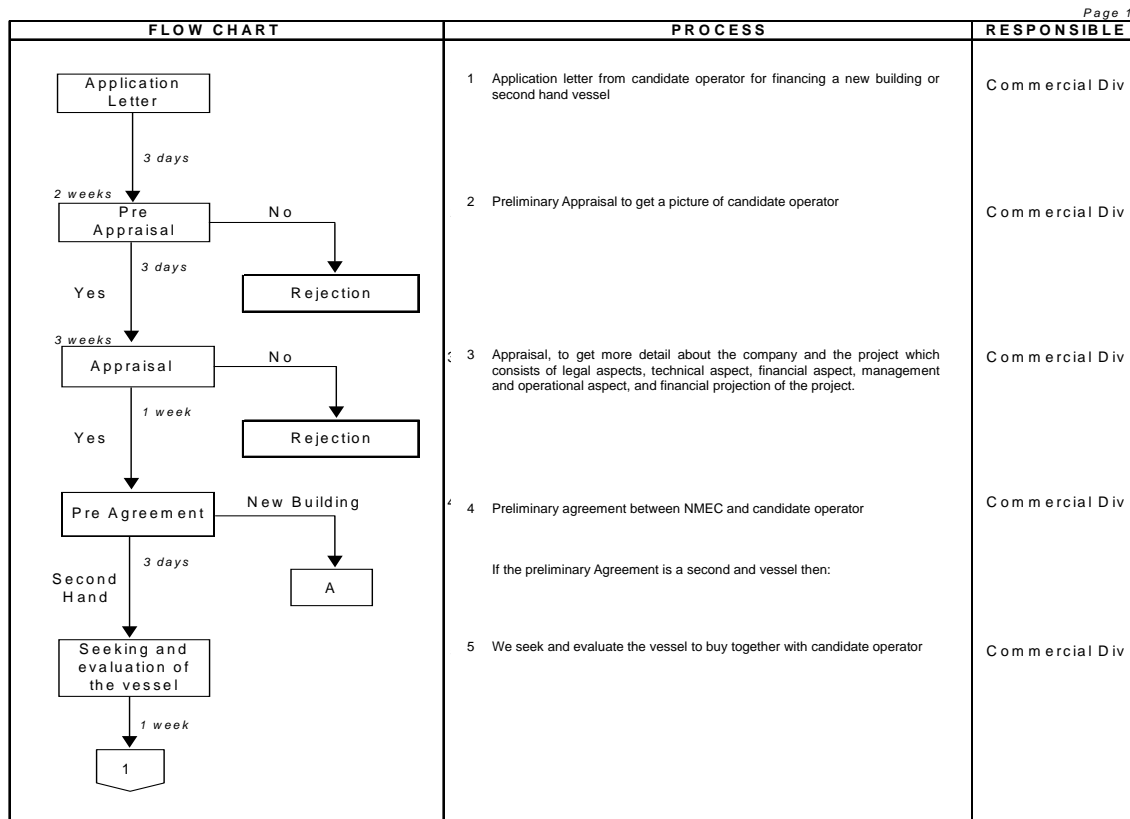 Page 1
FLOW CHART
PROCESS
RESPONSIBLE
Application
Letter
1 Application letter from candidate operator for financing a new building or
second hand vessel
Commercial Div
3 days
2 weeks
Pre
Appraisal
No
2 Preliminary Appraisal to get a picture of candidate operator
Commercial Div
3 days
Yes
Rejection
3 weeks
Appraisal
No
3 Appraisal, to get more detail about the company and the project which
consists of legal aspects, technical aspect, financial aspect, management
and operational aspect, and financial projection of the project.
Commercial Div
1 week
Yes
Rejection
Pre Agreement
New Building
4 Preliminary agreement between NMEC and candidate operator
Commercial Div
3 days
Second
Hand
A
If the preliminary Agreement is a second and vessel then:
Seeking and
evaluation of
the vessel
5 We seek and evaluate the vessel to buy together with candidate operator
Commercial Div
1 week
1